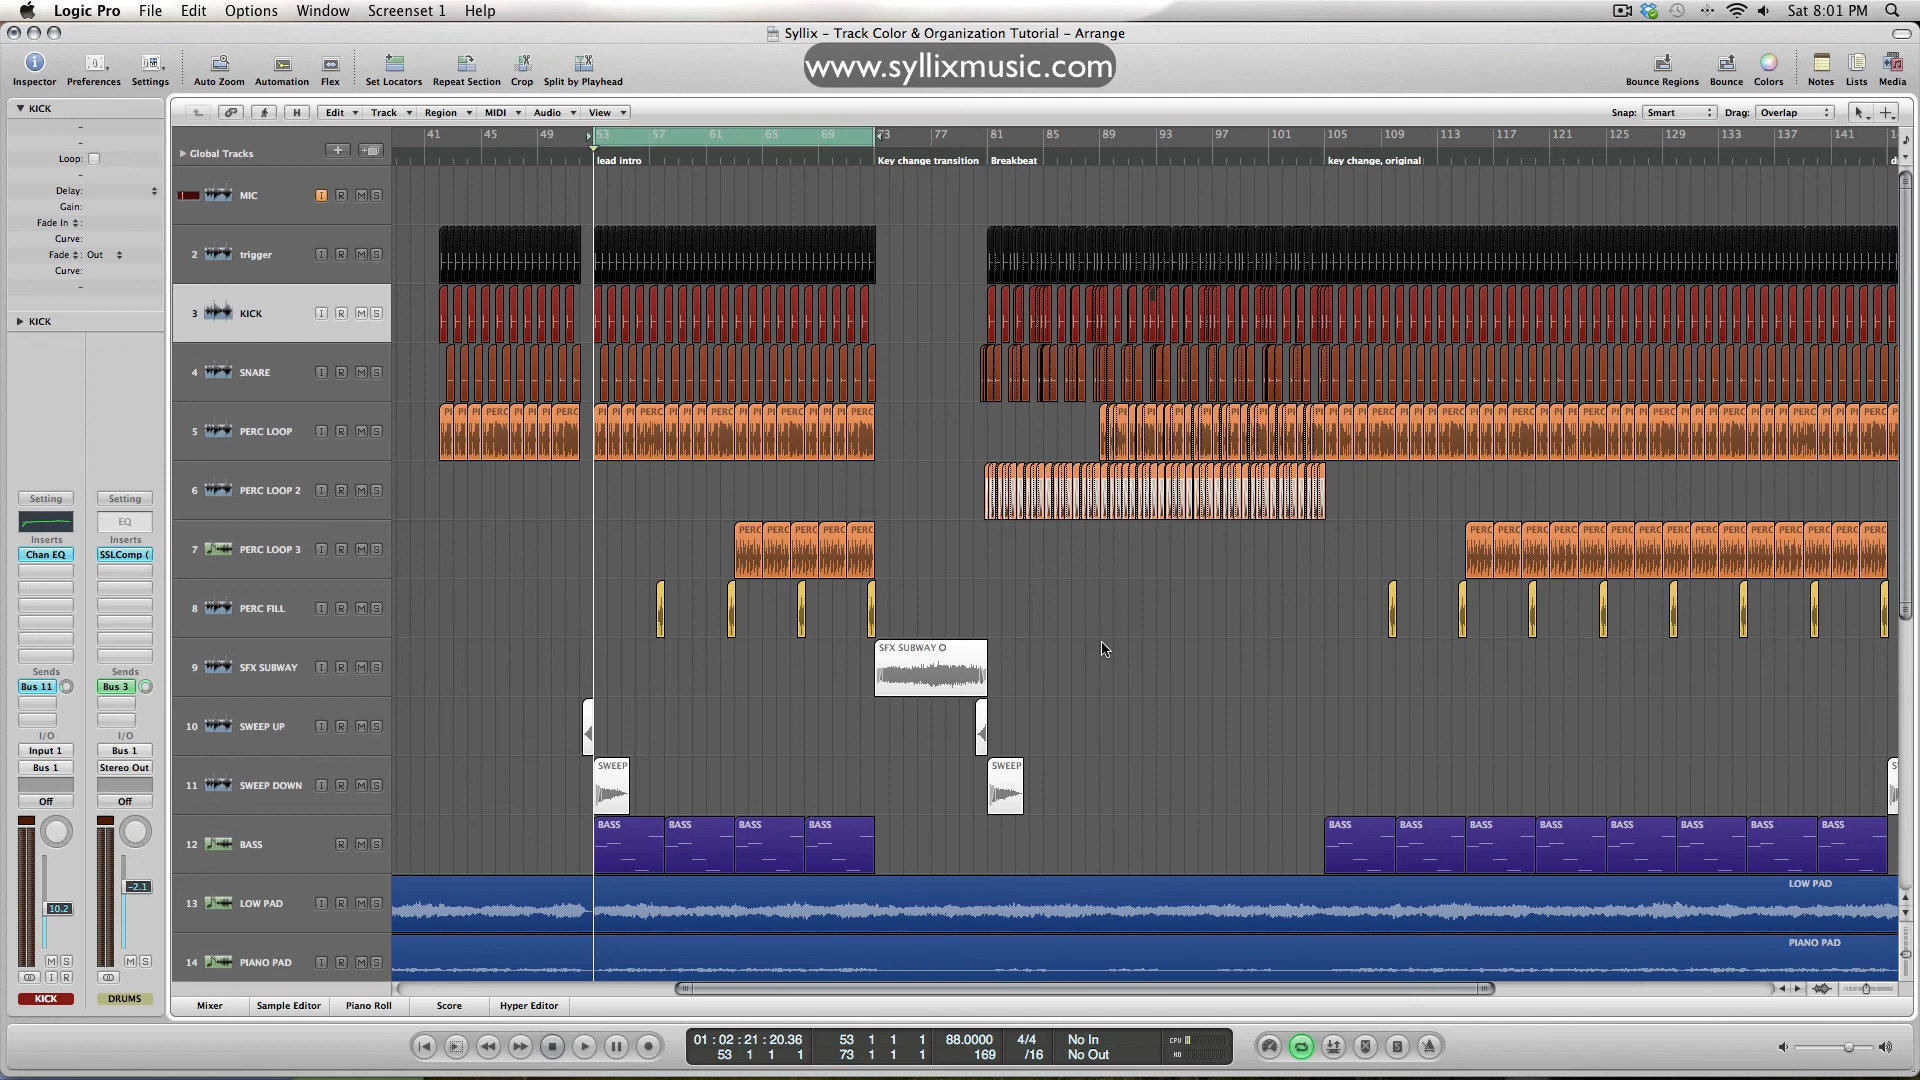 Logic Pro File Edit Options Window Screenset 1 Help Sat 8:01 PM
Syllix - Track Color & Organization Tutorial - Arrange
www.syllixmusic.com
Inspector Preferences Settings Auto Zoom Automation Flex Set Locators Repeat Section Crop Split by Playhead Bounce Regions Bounce Colors Notes Lists Media
KICK
Edit Track Region MIDI Audio View Snap: Smart Drag: Overlap
41 45 49 53 57 61 65 69 73 77 81 85 89 93 97 101 105 109 113 125 129 133 137 141
Global Tracks
lead intro Key change transition Breakbeat key change, original
Loop:
Delay:
Gain:
Fade In :
Curve:
Fade : Out
Curve:
KICK
MIC I R M S
2 trigger I R M S
3 KICK I R M S
4 SNARE I R M S
5 PERC LOOP I R M S
6 PERC LOOP 2 I R M S
7 PERC LOOP 3 I R M S
PERC PERC PERC PERC PERC
8 PERC FILL I R M S
9 SFX SUBWAY I R M S
SFX SUBWAY
10 SWEEP UP I R M S
11 SWEEP DOWN I R M S
SWEEP SWEEP
12 BASS R M S
BASS BASS BASS BASS BASS BASS BASS BASS BASS BASS BASS BASS
13 LOW PAD I R M S
LOW PAD
14 PIANO PAD I R M S
PIANO PAD
Setting Setting
EQ
Inserts Inserts
Chan EQ SSLComp (
Sends Sends
Bus 11 Bus 3
I/O I/O
Input 1 Bus 1
Bus 1 Stereo Out
Off Off
10.2 -2.1
M S M S
I R
KICK DRUMS
Mixer Sample Editor Piano Roll Score Hyper Editor
01 : 02 : 21 : 20.36 53 1 1 1 88.0000 4/4 No In CPU
53 1 1 1 73 1 1 1 169 /16 No Out HD